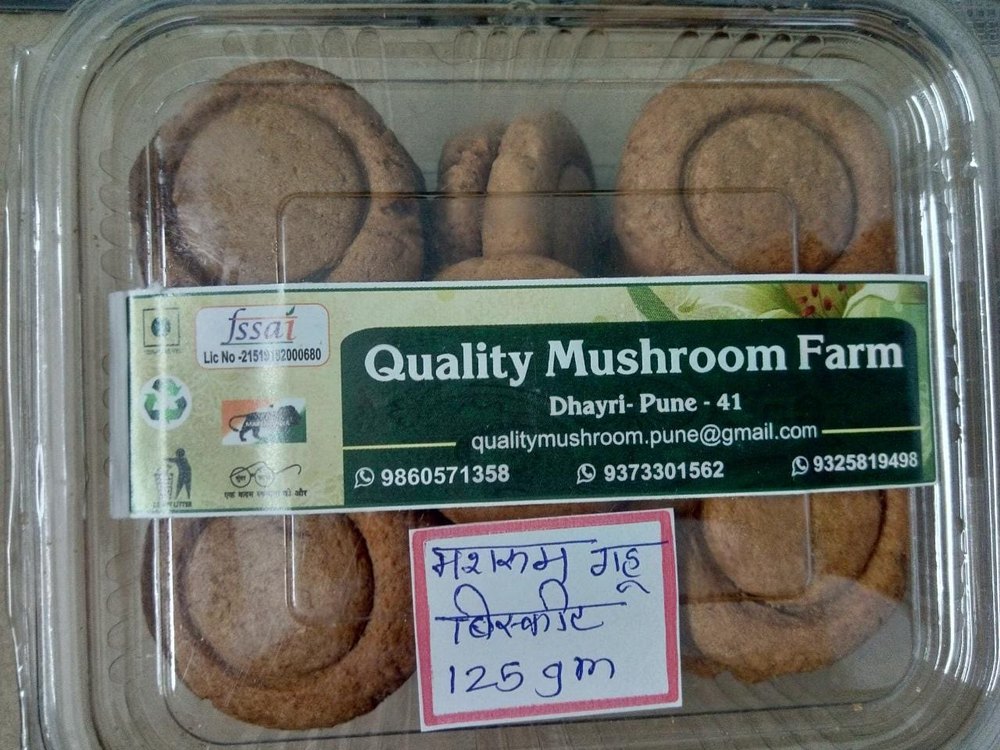 fssai
Lic No -21519182000680
Quality Mushroom Farm
Dhayri- Pune - 41
qualitymushroom.pune@gmail.com
9860571358
9373301562
9325819498
एक कदम स्वच्छता की ओर
मशरूम गहू
बिस्कीट
125 gm